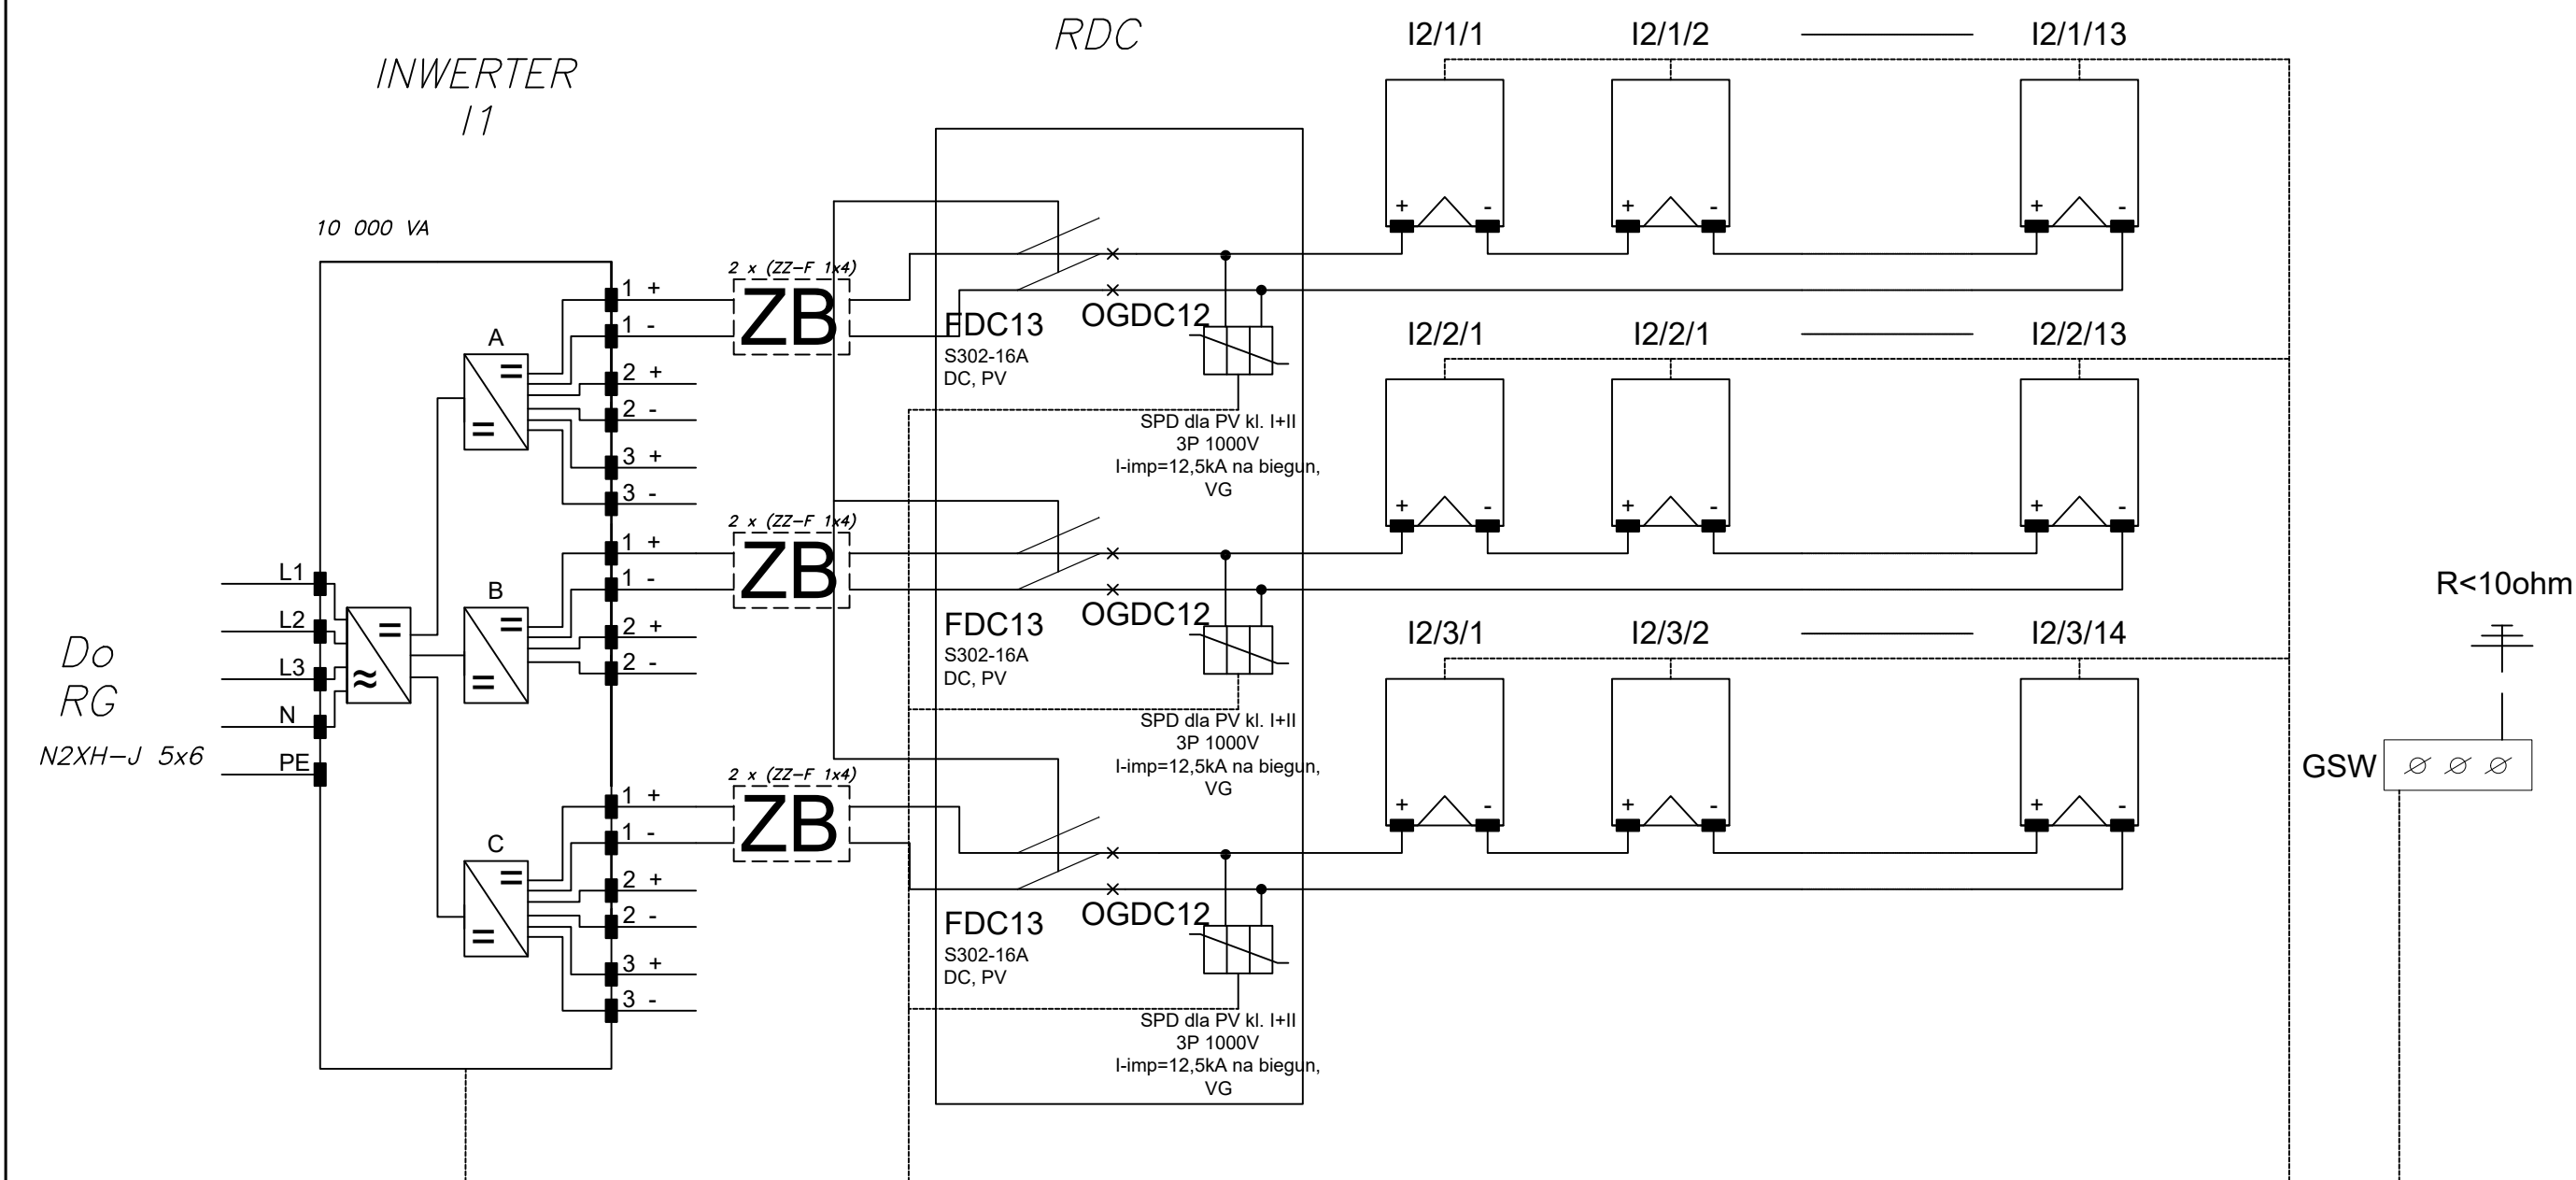 RDC
INWERTER
I1
I2/1/1
I2/1/2
I2/1/13
+
-
+
-
+
-
10 000 VA
2 x (ZZ-F 1x4)
ZB
1 +
1 -
A
=
=
2 +
2 -
3 +
3 -
FDC13
S302-16A
DC, PV
OGDC12
SPD dla PV kl. I+II
3P 1000V
I-imp=12,5kA na biegun,
VG
I2/2/1
I2/2/1
I2/2/13
+
-
+
-
+
-
2 x (ZZ-F 1x4)
ZB
1 +
1 -
B
=
=
2 +
2 -
FDC13
S302-16A
DC, PV
OGDC12
SPD dla PV kl. I+II
3P 1000V
I-imp=12,5kA na biegun,
VG
L1
L2
L3
N
PE
=
≈
Do
RG
N2XH-J 5x6
I2/3/1
I2/3/2
I2/3/14
+
-
+
-
+
-
2 x (ZZ-F 1x4)
ZB
1 +
1 -
C
=
=
2 +
2 -
3 +
3 -
FDC13
S302-16A
DC, PV
OGDC12
SPD dla PV kl. I+II
3P 1000V
I-imp=12,5kA na biegun,
VG
R<10ohm
GSW